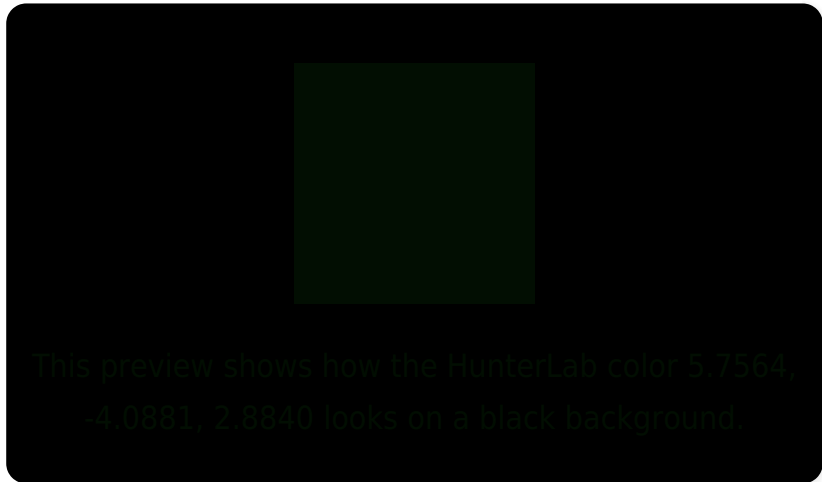 This preview shows how the HunterLab color 5.7564,
-4.0881, 2.8840 looks on a black background.